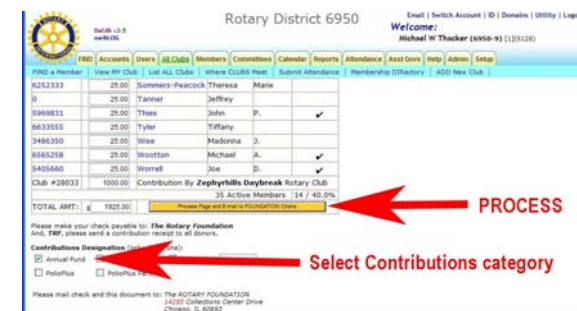 Rotary District 6950
Email | Switch Account | ID | Domains | Utility | Logo
DaCdb v3.5
Welcome:
Michael W Thacker (6950-9) [1](6128)
FIND Accounts Users All Clubs Members Committees Calendar Reports Attendance Asst Govs Help Admin Setup
FIND a Member View MY Club List ALL Clubs Where CLUBS Meet Submit Attendance Membership DIRectory ADD New Club
6252333 25.00 Sommers-Peacock Theresa Marie
0 25.00 Tanner Jeffrey
5969831 25.00 Thies John P. ✔
6633555 25.00 Tyler Tiffany
3486350 25.00 Wise Madonna J.
6565258 25.00 Wootton Michael A. ✔
5405660 25.00 Worrell Joe D. ✔
Club #28033 1000.00 Contribution By Zephyrhills Daybreak Rotary Club
35 Active Members 14 / 40.0%
TOTAL AMT: $ 1925.00 Process Page and E-mail to FOUNDATION Chairs
PROCESS
Please make your check payable to: The Rotary Foundation
And, TRF, please send a contribution receipt to all donors.
Contributions Designation
Annual Fund
Select Contributions category
PolioPlus PolioPlus
Please mail check and this document to: The ROTARY FOUNDATION
14280 Collections Center Drive
Chicago, IL 60693